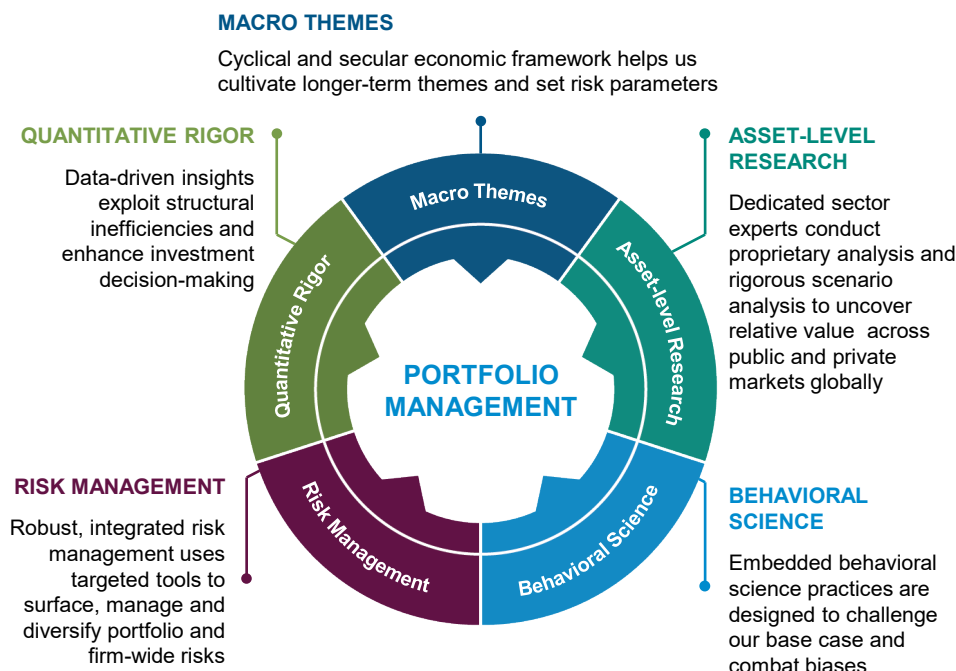 MACRO THEMES
Cyclical and secular economic framework helps us
cultivate longer-term themes and set risk parameters
QUANTITATIVE RIGOR
Data-driven insights
exploit structural
inefficiencies and
enhance investment
decision-making
ASSET-LEVEL
RESEARCH
Dedicated sector
experts conduct
proprietary analysis and
rigorous scenario
analysis to uncover
relative value across
public and private
markets globally
Macro Themes
Quantitative Rigor
Asset-level Research
PORTFOLIO
MANAGEMENT
Risk Management
Behavioral Science
RISK MANAGEMENT
Robust, integrated risk
management uses
targeted tools to
surface, manage and
diversify portfolio and
firm-wide risks
BEHAVIORAL
SCIENCE
Embedded behavioral
science practices are
designed to challenge
our base case and
combat biases